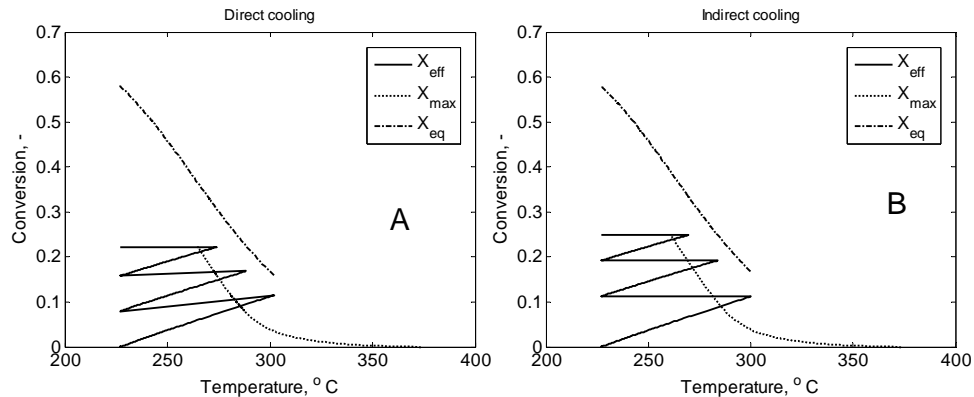 Direct cooling
0.7
0.6
0.5
0.4
0.3
0.2
0.1
0
Conversion, -
X_eff
X_max
X_eq
A
200 250 300 350 400
Temperature, ° C
Indirect cooling
0.7
0.6
0.5
0.4
0.3
0.2
0.1
0
Conversion, -
X_eff
X_max
X_eq
B
200 250 300 350 400
Temperature, ° C